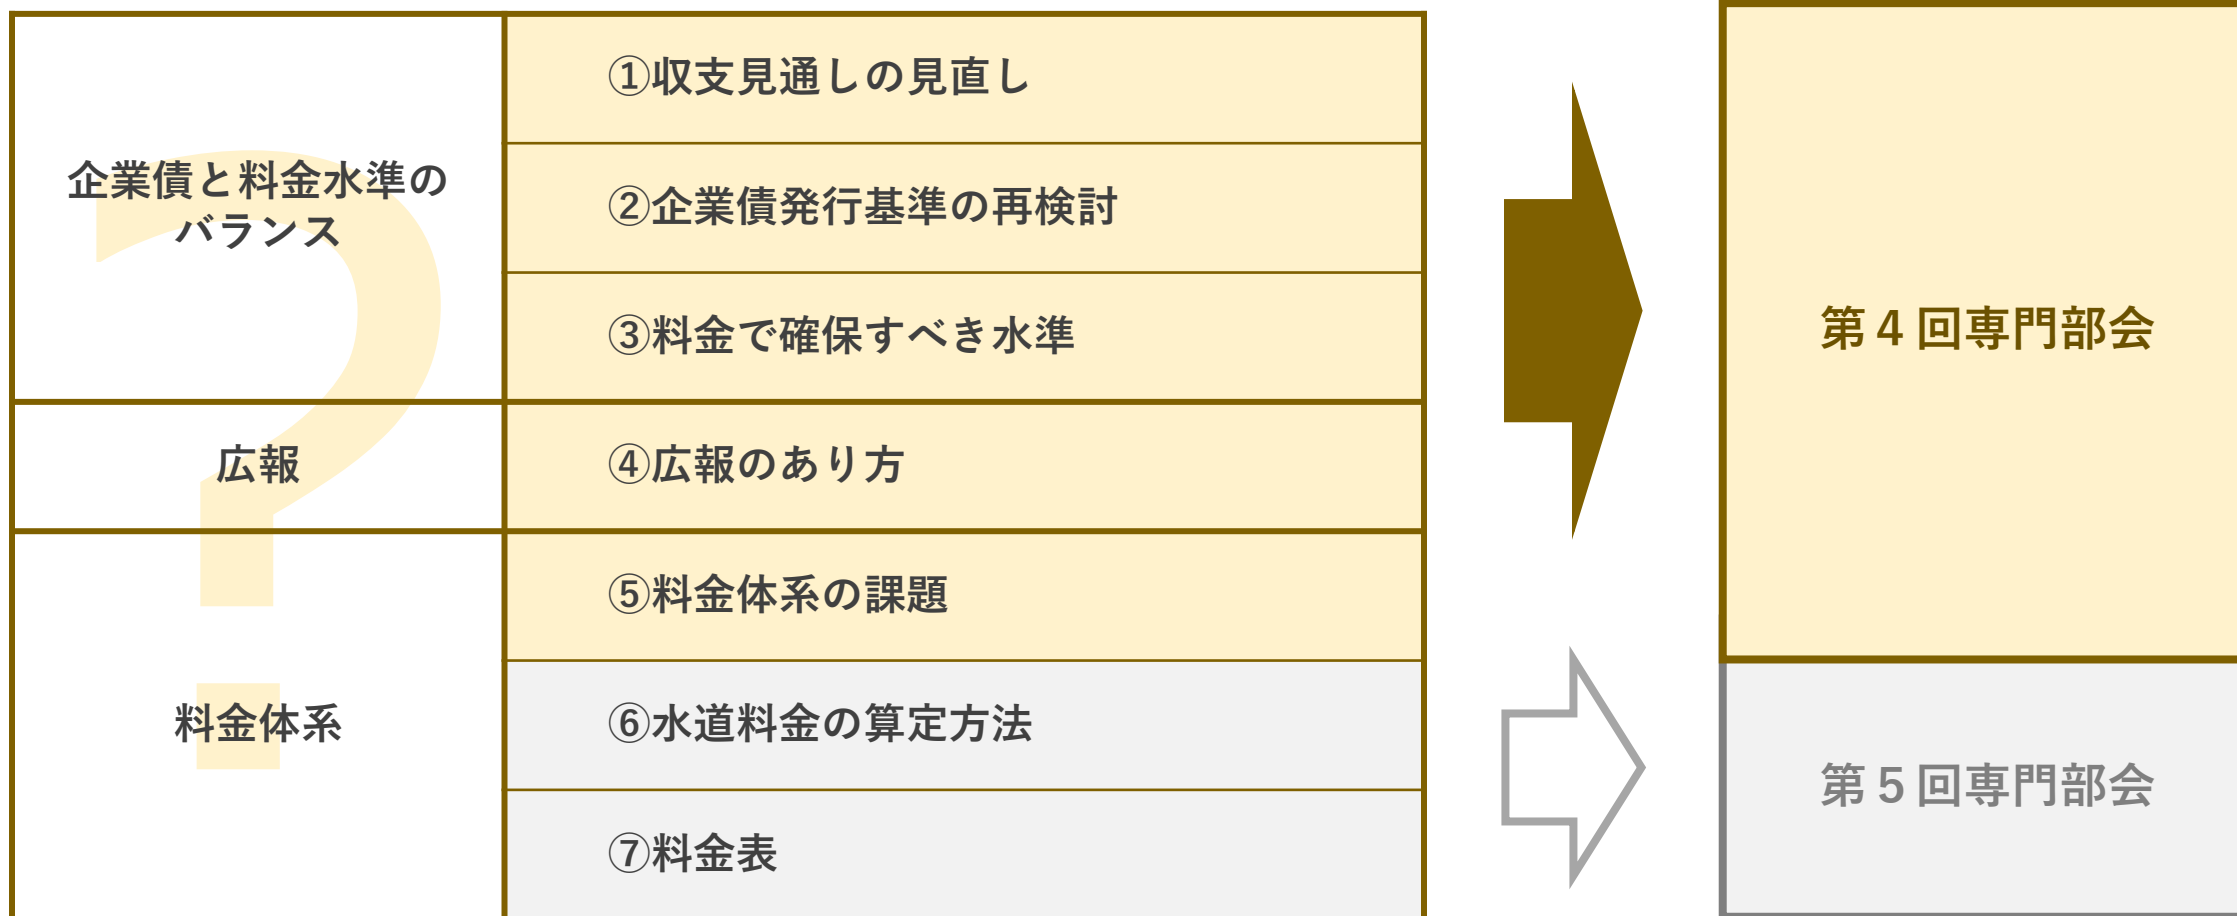 企業債と料金水準の
バランス
①収支見通しの見直し
②企業債発行基準の再検討
③料金で確保すべき水準
広報
④広報のあり方
料金体系
⑤料金体系の課題
⑥水道料金の算定方法
⑦料金表
第４回専門部会
第５回専門部会